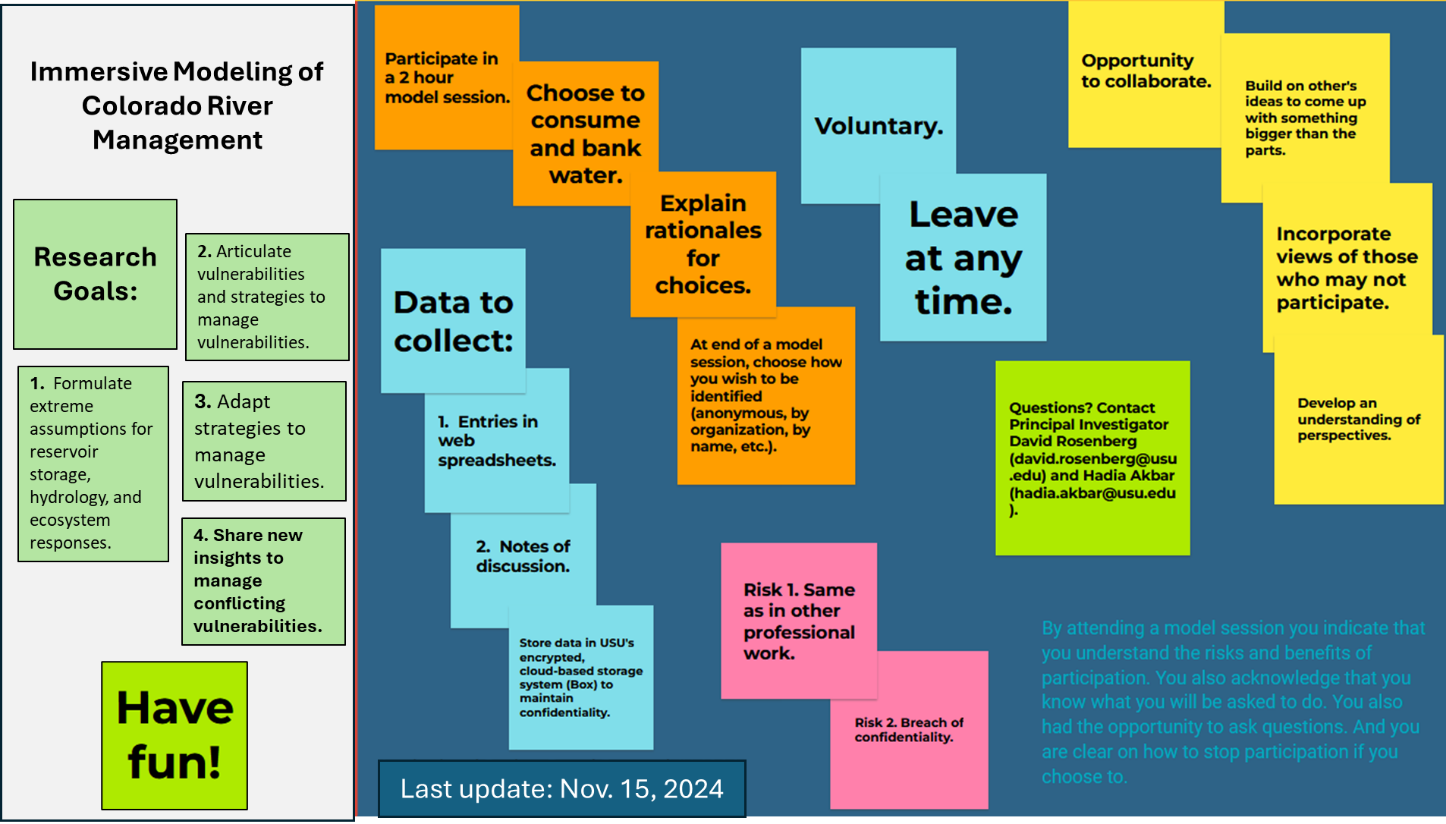 Immersive Modeling of
Colorado River
Management
Research
Goals:
1. Formulate
extreme
assumptions for
reservoir
storage,
hydrology, and
ecosystem
responses.
2. Articulate
vulnerabilities
and strategies to
manage
vulnerabilities.
3. Adapt
strategies to
manage
vulnerabilities.
4. Share new
insights to
manage
conflicting
vulnerabilities.
Have
fun!
Participate in
a 2 hour
model session.
Choose to
consume
and bank
water.
Explain
rationales
for
choices.
At end of a model
session, choose how
you wish to be
identified
(anonymous, by
organization, by
name, etc.).
Data to
collect:
1. Entries in
web
spreadsheets.
2. Notes of
discussion.
Store data in USU's
encrypted,
cloud-based storage
system (Box) to
maintain
confidentiality.
Voluntary.
Leave
at any
time.
Opportunity
to collaborate.
Build on other's
ideas to come up
with something
bigger than the
parts.
Incorporate
views of those
who may not
participate.
Develop an
understanding of
perspectives.
Questions? Contact
Principal Investigator
David Rosenberg
(david.rosenberg@usu
.edu) and Hadia Akbar
(hadia.akbar@usu.edu
).
Risk 1. Same
as in other
professional
work.
Risk 2. Breach of
confidentiality.
By attending a model session you indicate that
you understand the risks and benefits of
participation. You also acknowledge that you
know what you will be asked to do. You also
had the opportunity to ask questions. And you
are clear on how to stop participation if you
choose to.
Last update: Nov. 15, 2024